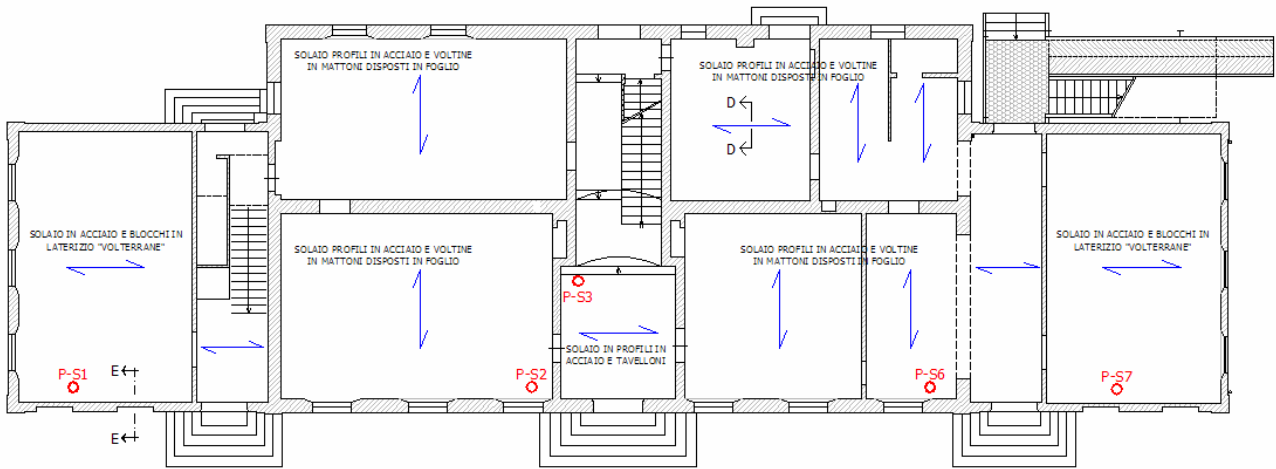 SOLAIO PROFILI IN ACCIAIO E VOLTINE
IN MATTONI DISPOSTI IN FOGLIO
SOLAIO PROFILI IN ACCIAIO E VOLTINE
IN MATTONI DISPOSTI IN FOGLIO
D
D
SOLAIO IN ACCIAIO E BLOCCHI IN
LATERIZIO "VOLTERRANE"
SOLAIO PROFILI IN ACCIAIO E VOLTINE
IN MATTONI DISPOSTI IN FOGLIO
SOLAIO PROFILI IN ACCIAIO E VOLTINE
IN MATTONI DISPOSTI IN FOGLIO
SOLAIO IN ACCIAIO E BLOCCHI IN
LATERIZIO "VOLTERRANE"
P-S3
SOLAIO IN PROFILI IN
ACCIAIO E TAVELLONI
P-S1
E
E
P-S2
P-S6
P-S7